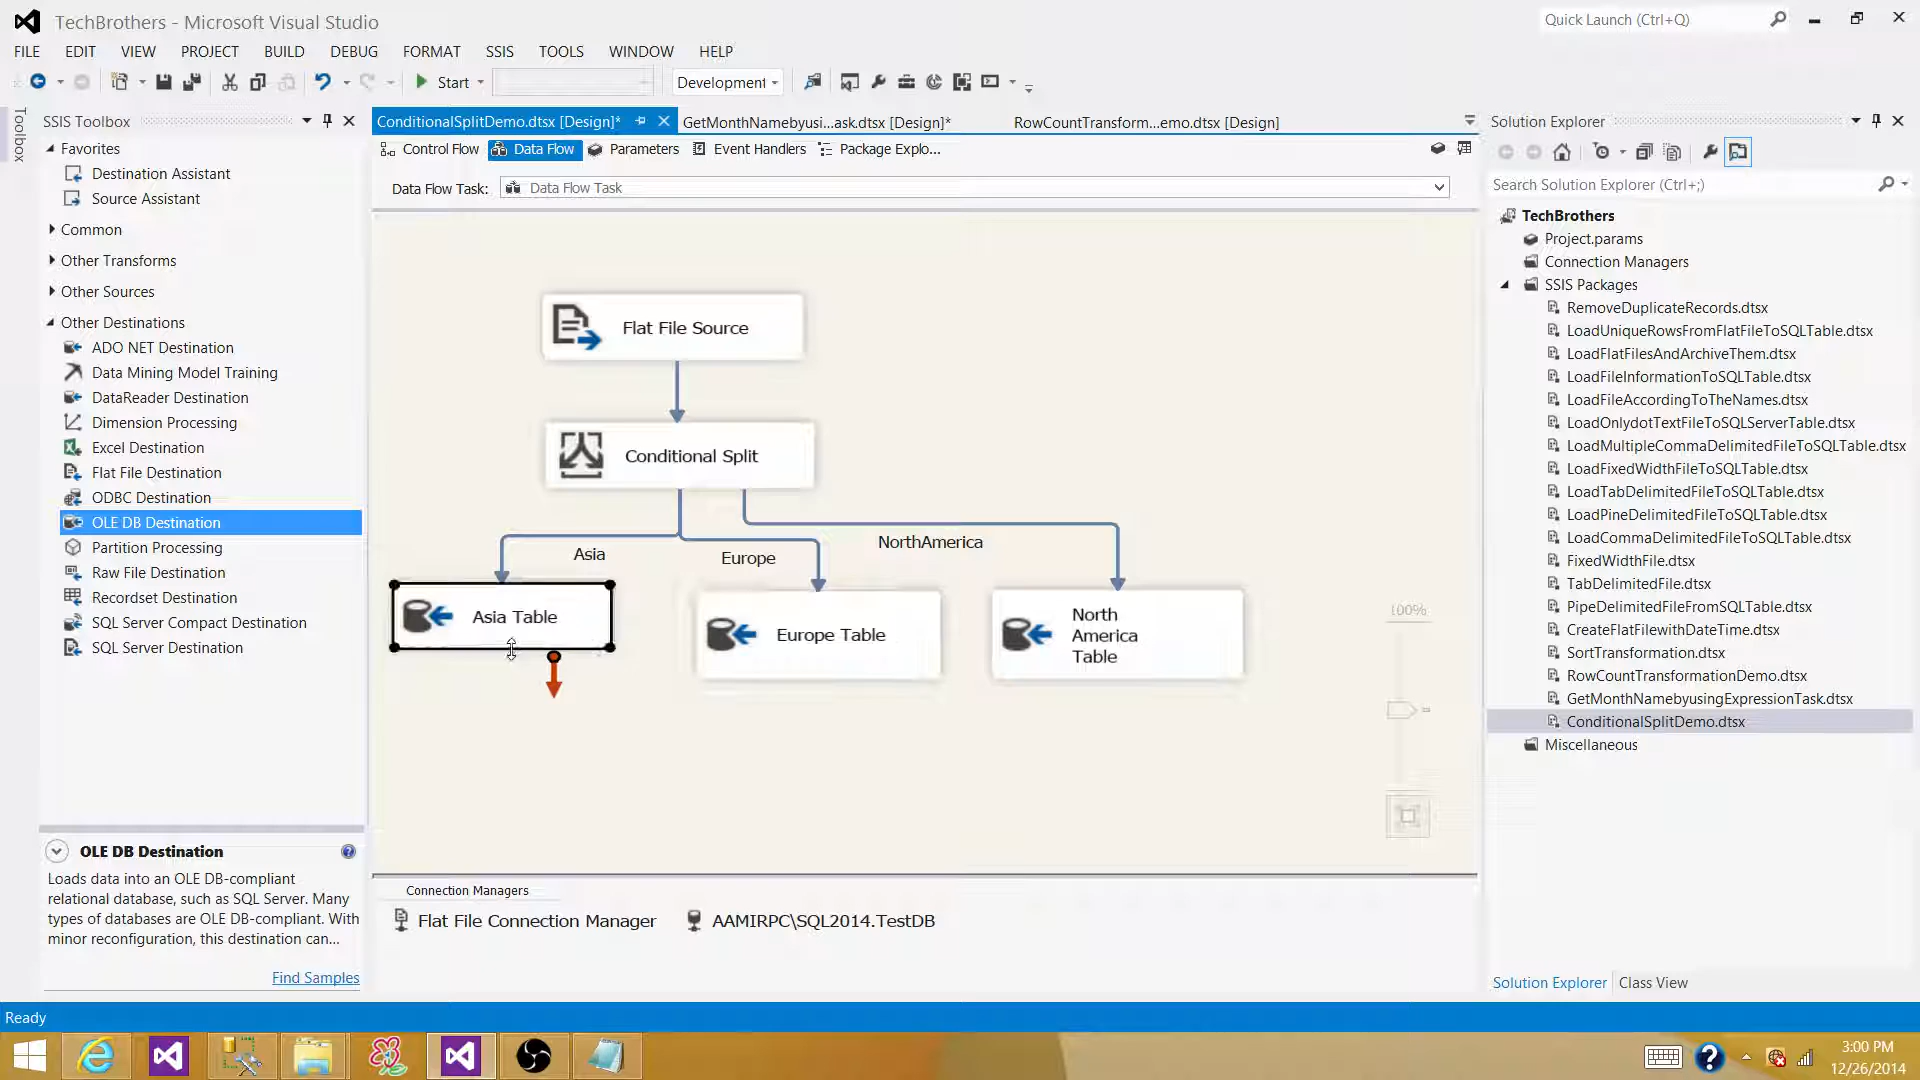 TechBrothers - Microsoft Visual Studio
Quick Launch (Ctrl+Q)
FILE EDIT VIEW PROJECT BUILD DEBUG FORMAT SSIS TOOLS WINDOW HELP
Start
Development
Toolbox
SSIS Toolbox
Favorites
Destination Assistant
Source Assistant
Common
Other Transforms
Other Sources
Other Destinations
ADO NET Destination
Data Mining Model Training
DataReader Destination
Dimension Processing
Excel Destination
Flat File Destination
ODBC Destination
OLE DB Destination
Partition Processing
Raw File Destination
Recordset Destination
SQL Server Compact Destination
SQL Server Destination
OLE DB Destination
Loads data into an OLE DB-compliant
relational database, such as SQL Server. Many
types of databases are OLE DB-compliant. With
minor reconfiguration, this destination can...
Find Samples
ConditionalSplitDemo.dtsx [Design]*
GetMonthNamebyusi...ask.dtsx [Design]*
RowCountTransform...emo.dtsx [Design]
Control Flow
Data Flow
Parameters
Event Handlers
Package Explo...
Data Flow Task:
Data Flow Task
Flat File Source
Conditional Split
Asia
Europe
NorthAmerica
Asia Table
Europe Table
North
America
Table
100%
Connection Managers
Flat File Connection Manager
AAMIRPC\SQL2014.TestDB
Solution Explorer
Search Solution Explorer (Ctrl+;)
TechBrothers
Project.params
Connection Managers
SSIS Packages
RemoveDuplicateRecords.dtsx
LoadUniqueRowsFromFlatFileToSQLTable.dtsx
LoadFlatFilesAndArchiveThem.dtsx
LoadFileInformationToSQLTable.dtsx
LoadFileAccordingToTheNames.dtsx
LoadOnlydotTextFileToSQLServerTable.dtsx
LoadMultipleCommaDelimitedFileToSQLTable.dtsx
LoadFixedWidthFileToSQLTable.dtsx
LoadTabDelimitedFileToSQLTable.dtsx
LoadPineDelimitedFileToSQLTable.dtsx
LoadCommaDelimitedFileToSQLTable.dtsx
FixedWidthFile.dtsx
TabDelimitedFile.dtsx
PipeDelimitedFileFromSQLTable.dtsx
CreateFlatFilewithDateTime.dtsx
SortTransformation.dtsx
RowCountTransformationDemo.dtsx
GetMonthNamebyusingExpressionTask.dtsx
ConditionalSplitDemo.dtsx
Miscellaneous
Solution Explorer
Class View
Ready
3:00 PM
12/26/2014